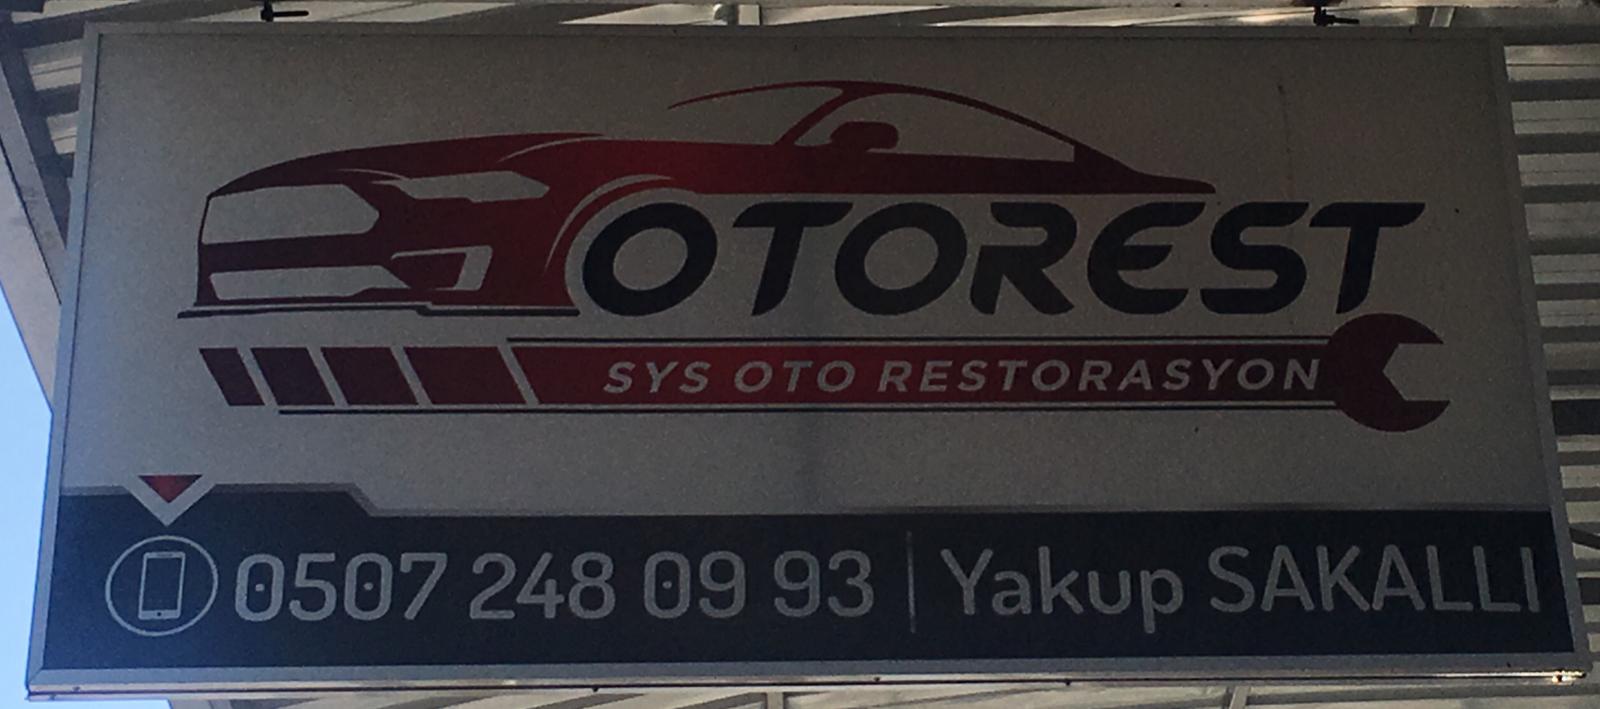 OTOREST
SYS OTO RESTORASYON
0507 248 09 93 | Yakup SAKALLI